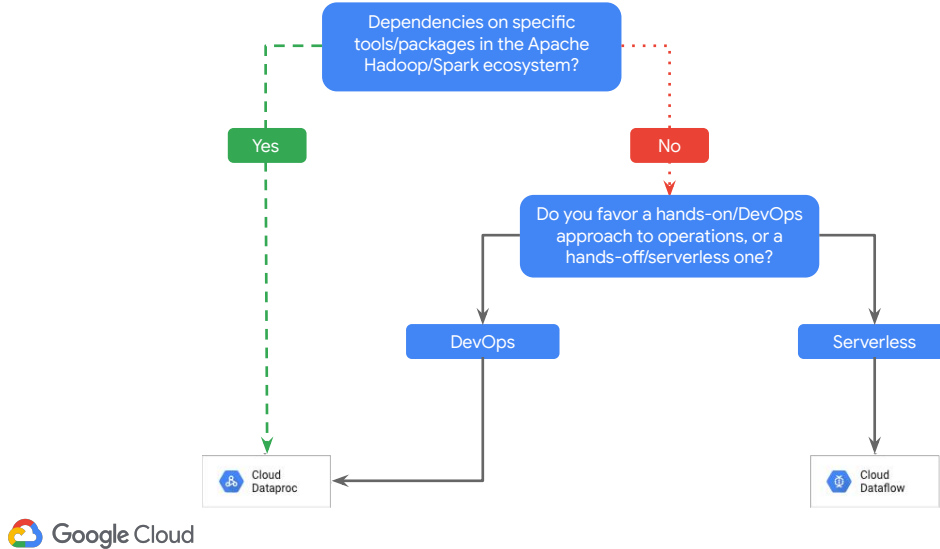 Dependencies on specific
tools/packages in the Apache
Hadoop/Spark ecosystem?
Yes
No
Do you favor a hands-on/DevOps
approach to operations, or a
hands-off/serverless one?
DevOps
Serverless
Cloud
Dataproc
Cloud
Dataflow
Google Cloud